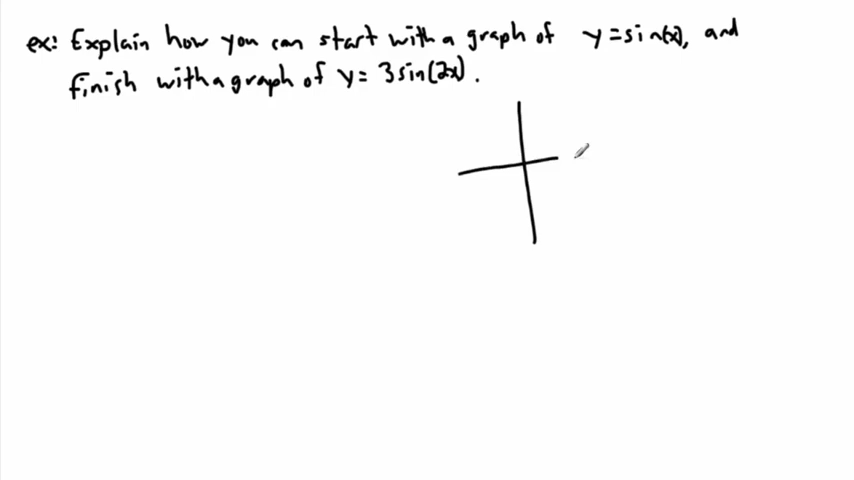 ex: Explain how you can start with a graph of y=sin(x), and
finish with a graph of y= 3sin(2x).